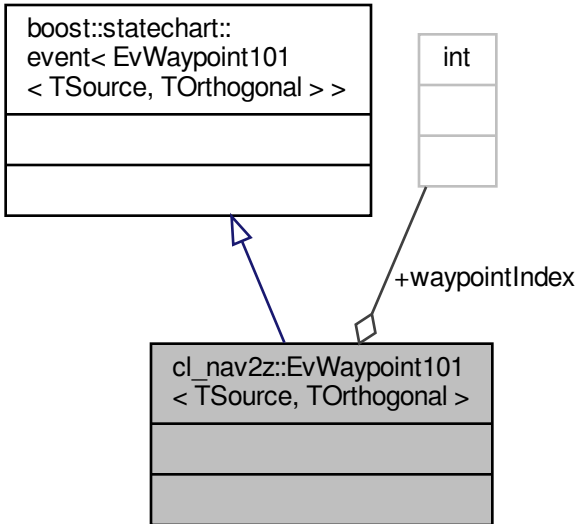 boost::statechart::
event< EvWaypoint101
< TSource, TOrthogonal > >
int
+waypointIndex
cl_nav2z::EvWaypoint101
< TSource, TOrthogonal >